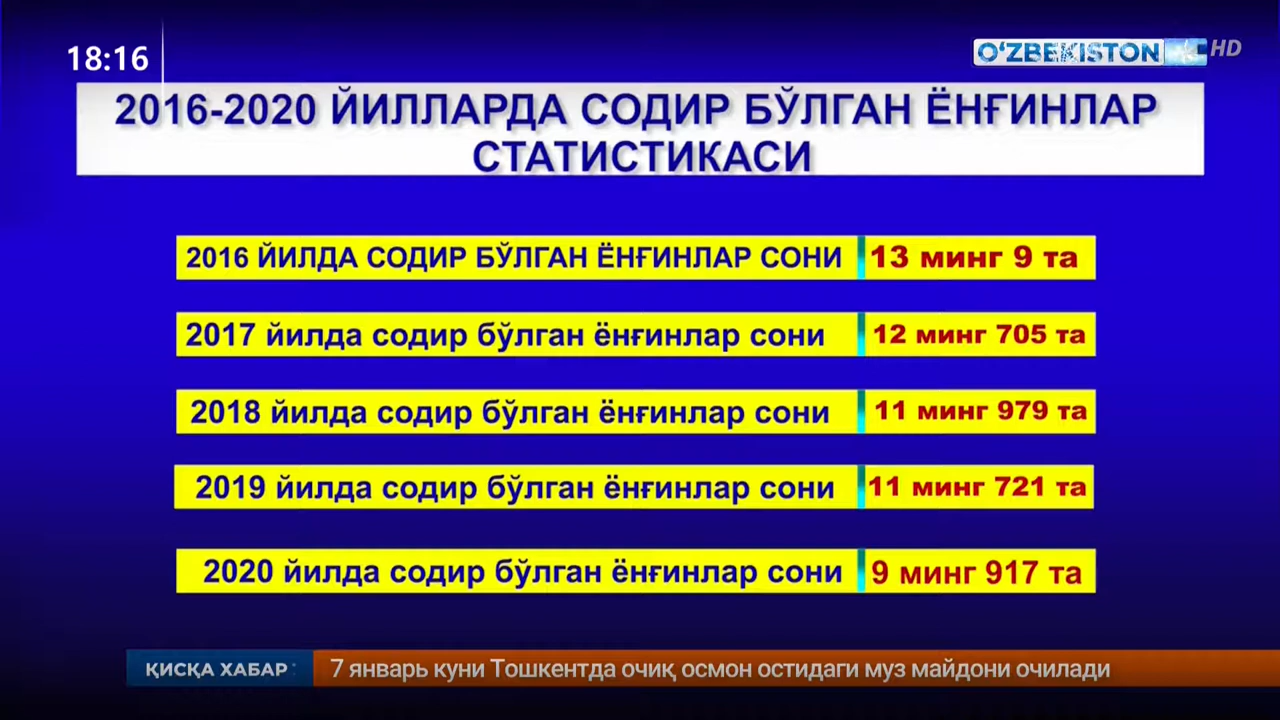 18:16
O‘ZBEKISTON HD
2016-2020 ЙИЛЛАРДА СОДИР БЎЛГАН ЁНҒИНЛАР
СТАТИСТИКАСИ
2016 ЙИЛДА СОДИР БЎЛГАН ЁНҒИНЛАР СОНИ 13 минг 9 та
2017 йилда содир бўлган ёнғинлар сони 12 минг 705 та
2018 йилда содир бўлган ёнғинлар сони 11 минг 979 та
2019 йилда содир бўлган ёнғинлар сони 11 минг 721 та
2020 йилда содир бўлган ёнғинлар сони 9 минг 917 та
ҚИСҚА ХАБАР 7 январь куни Тошкентда очиқ осмон остидаги муз майдони очилади